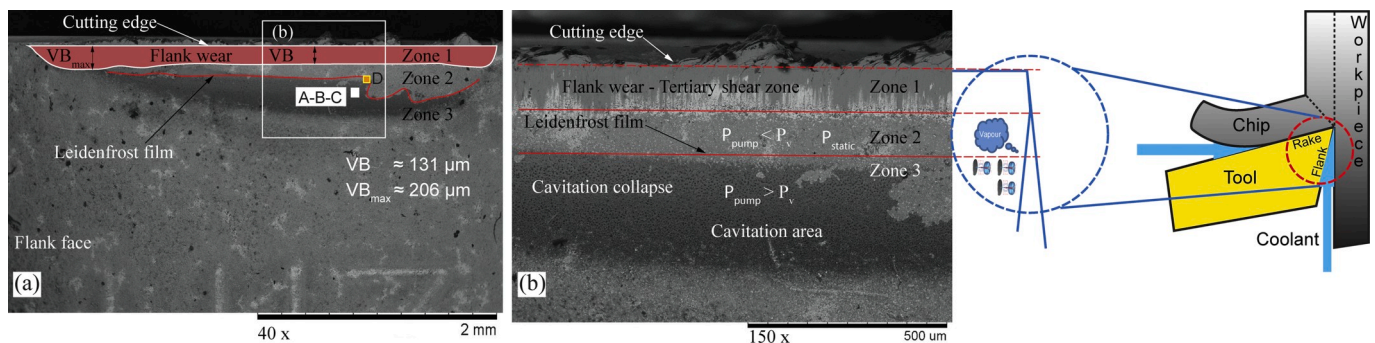 Cutting edge
(b)
VBmax
Flank wear
VB
Zone 1
D
Zone 2
A-B-C
Zone 3
Leidenfrost film
VB ≈ 131 μm
VBmax ≈ 206 μm
Flank face
(a)
40 x
2 mm
Cutting edge
Flank wear - Tertiary shear zone
Zone 1
Leidenfrost film
Ppump < Pv
Pstatic
Zone 2
Zone 3
Cavitation collapse
Ppump > Pv
Cavitation area
(b)
150 x
500 um
Vapour
Chip
Rake
Flank
Tool
Coolant
Workpiece